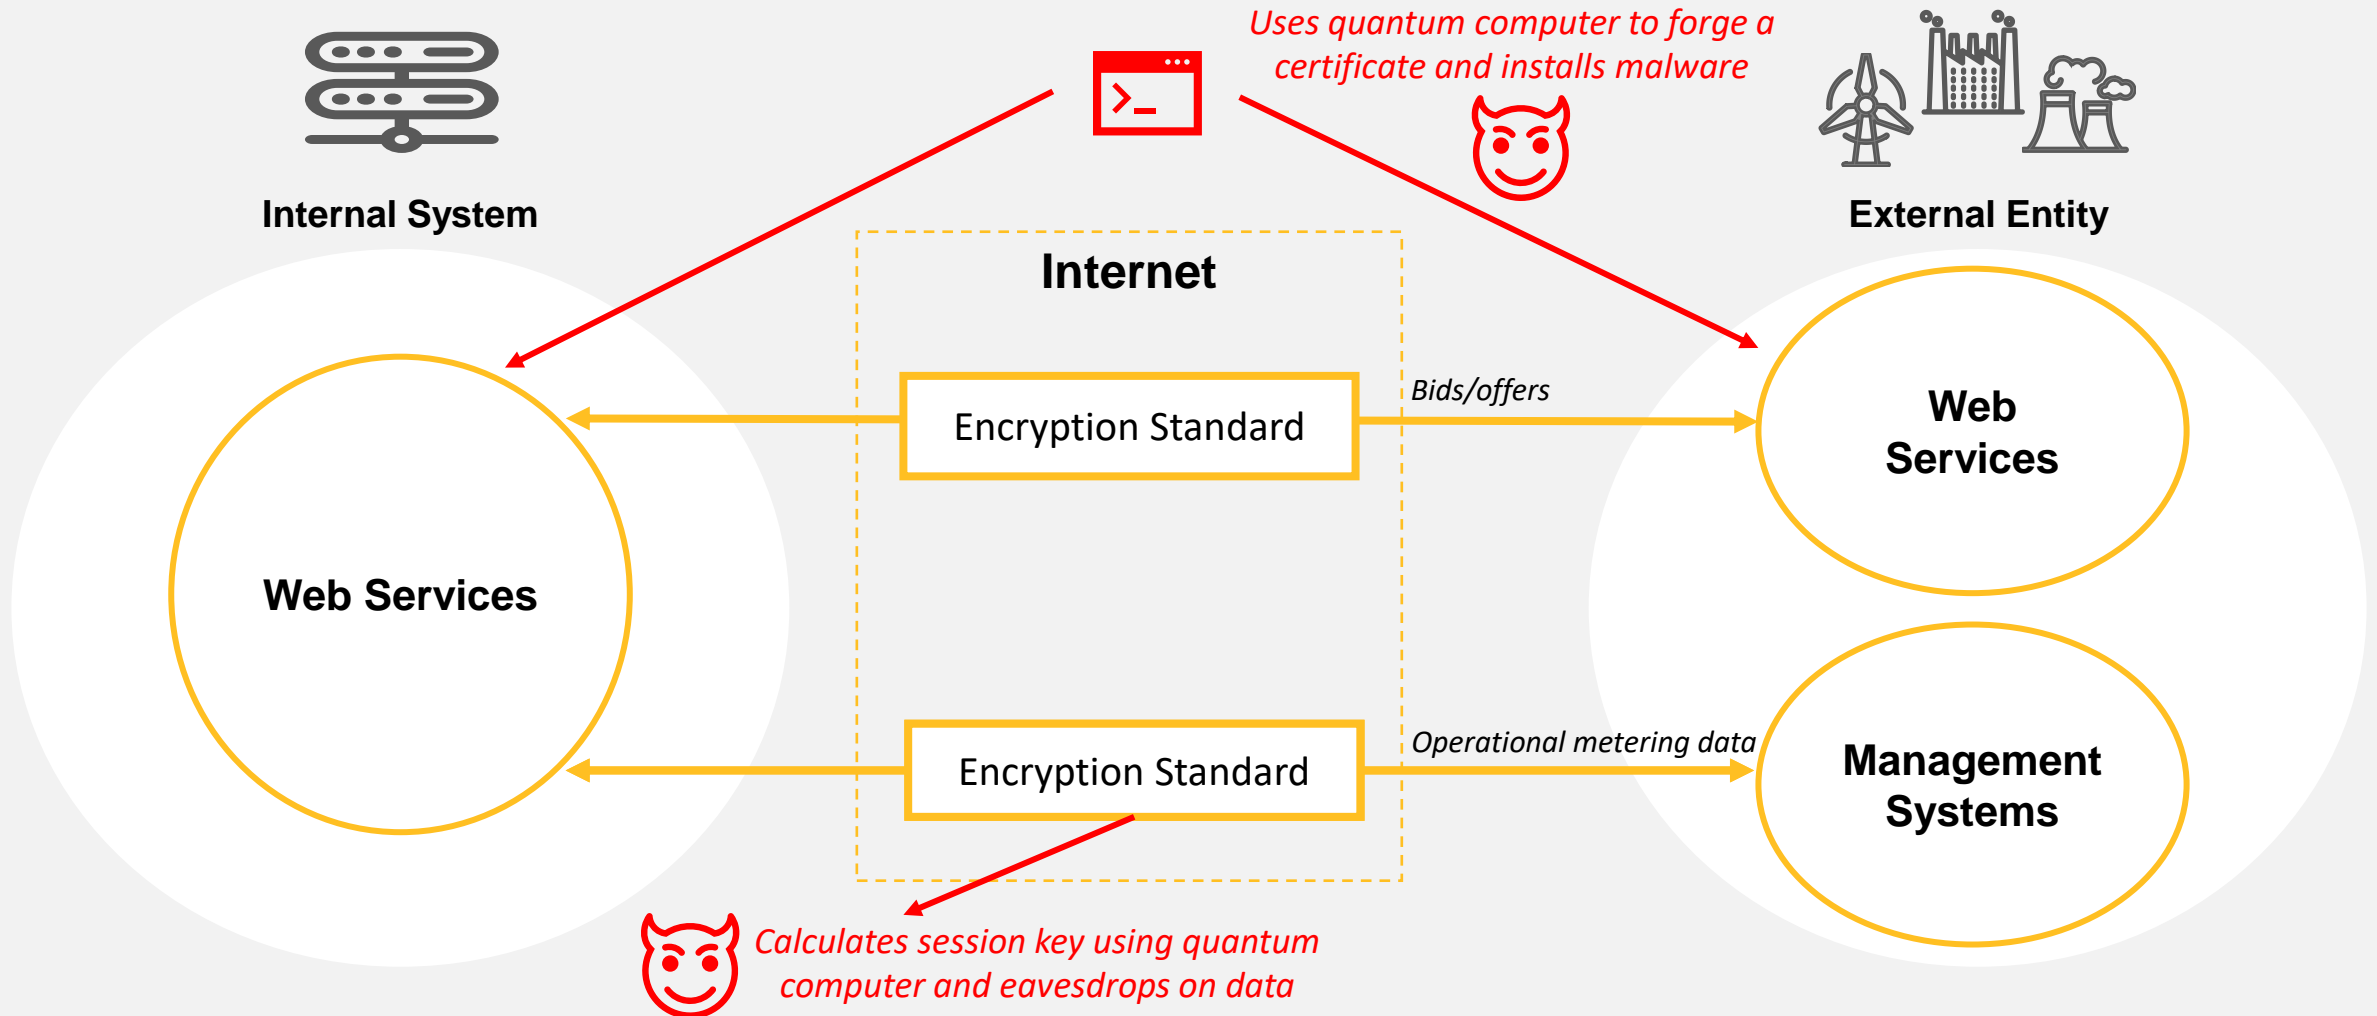 Uses quantum computer to forge a
certificate and installs malware
>_
Internal System
External Entity
Internet
Bids/offers
Encryption Standard
Web
Services
Web Services
Operational metering data
Encryption Standard
Management
Systems
Calculates session key using quantum
computer and eavesdrops on data